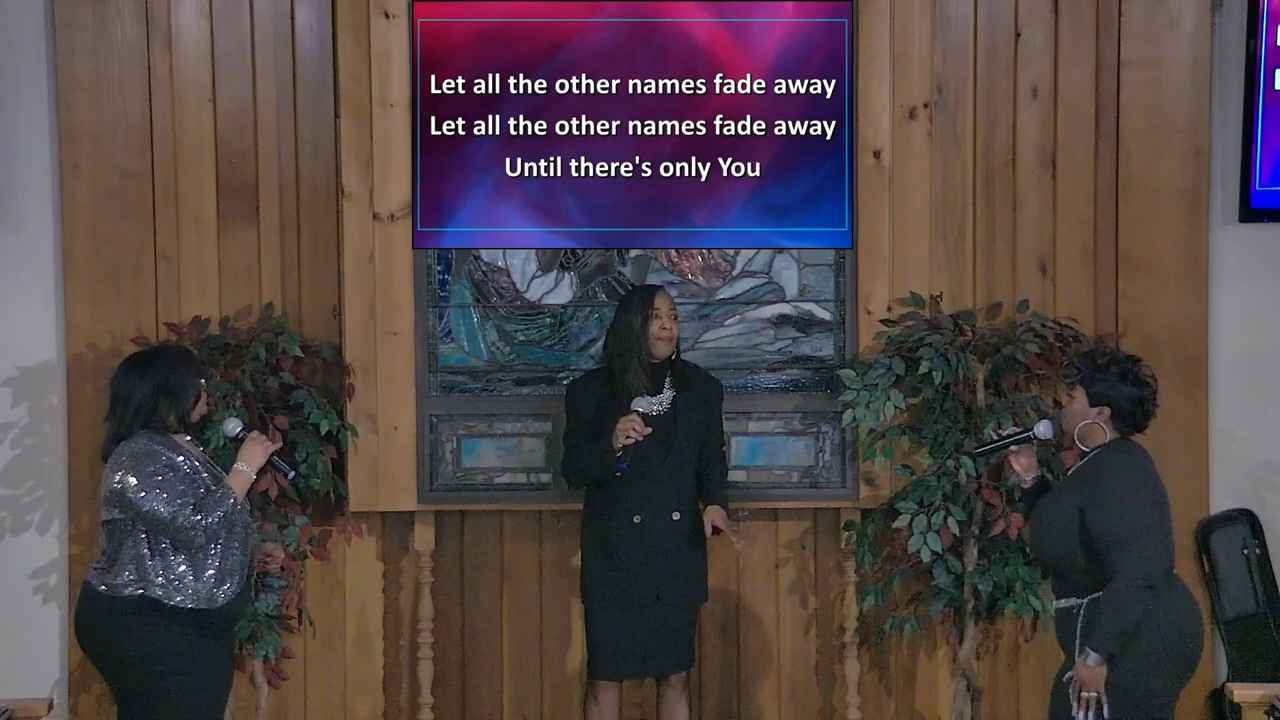 Let all the other names fade away
Let all the other names fade away
Until there's only You